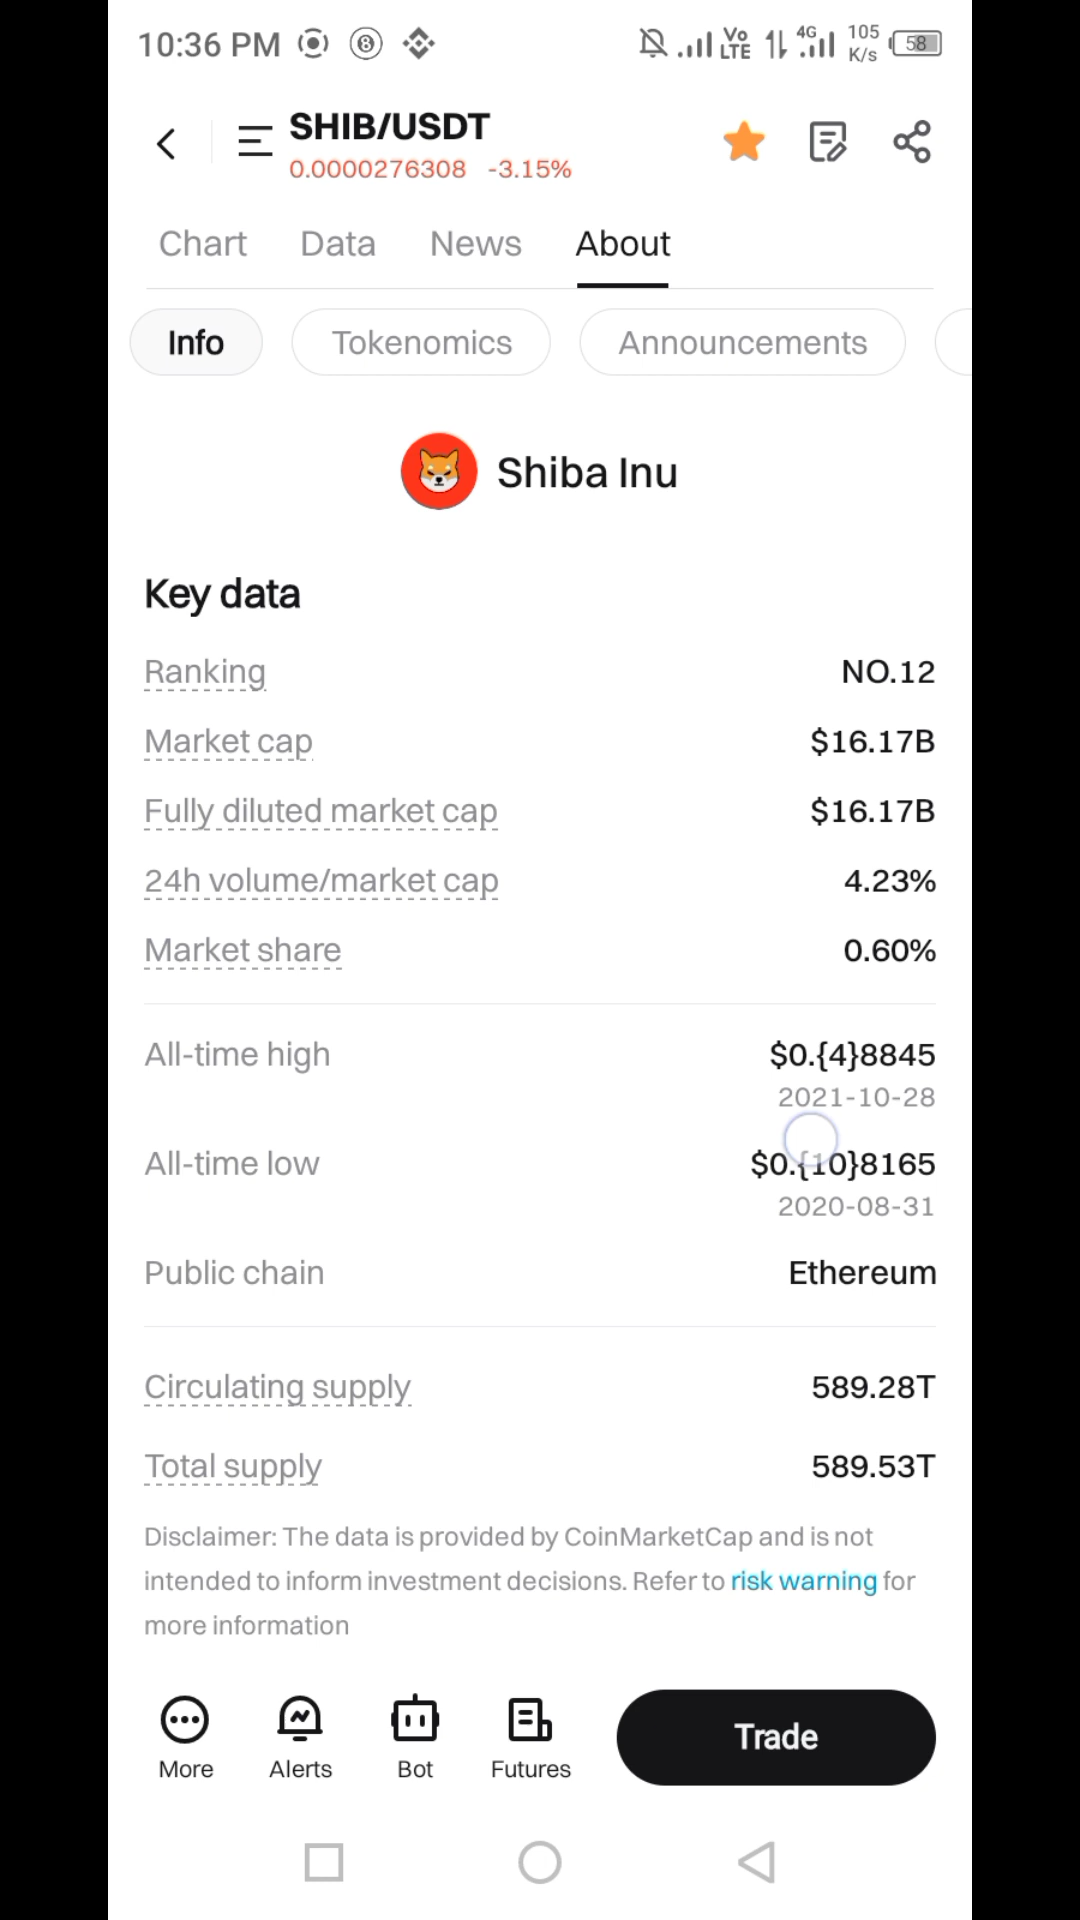 10:36 PM
Vo LTE 4G 105 K/s 58
SHIB/USDT
0.0000276308 -3.15%
Chart Data News About
Info Tokenomics Announcements
Shiba Inu
Key data
Ranking NO.12
Market cap $16.17B
Fully diluted market cap $16.17B
24h volume/market cap 4.23%
Market share 0.60%
All-time high $0.{4}8845
2021-10-28
All-time low $0.{10}8165
2020-08-31
Public chain Ethereum
Circulating supply 589.28T
Total supply 589.53T
Disclaimer: The data is provided by CoinMarketCap and is not
intended to inform investment decisions. Refer to risk warning for
more information
More Alerts Bot Futures Trade